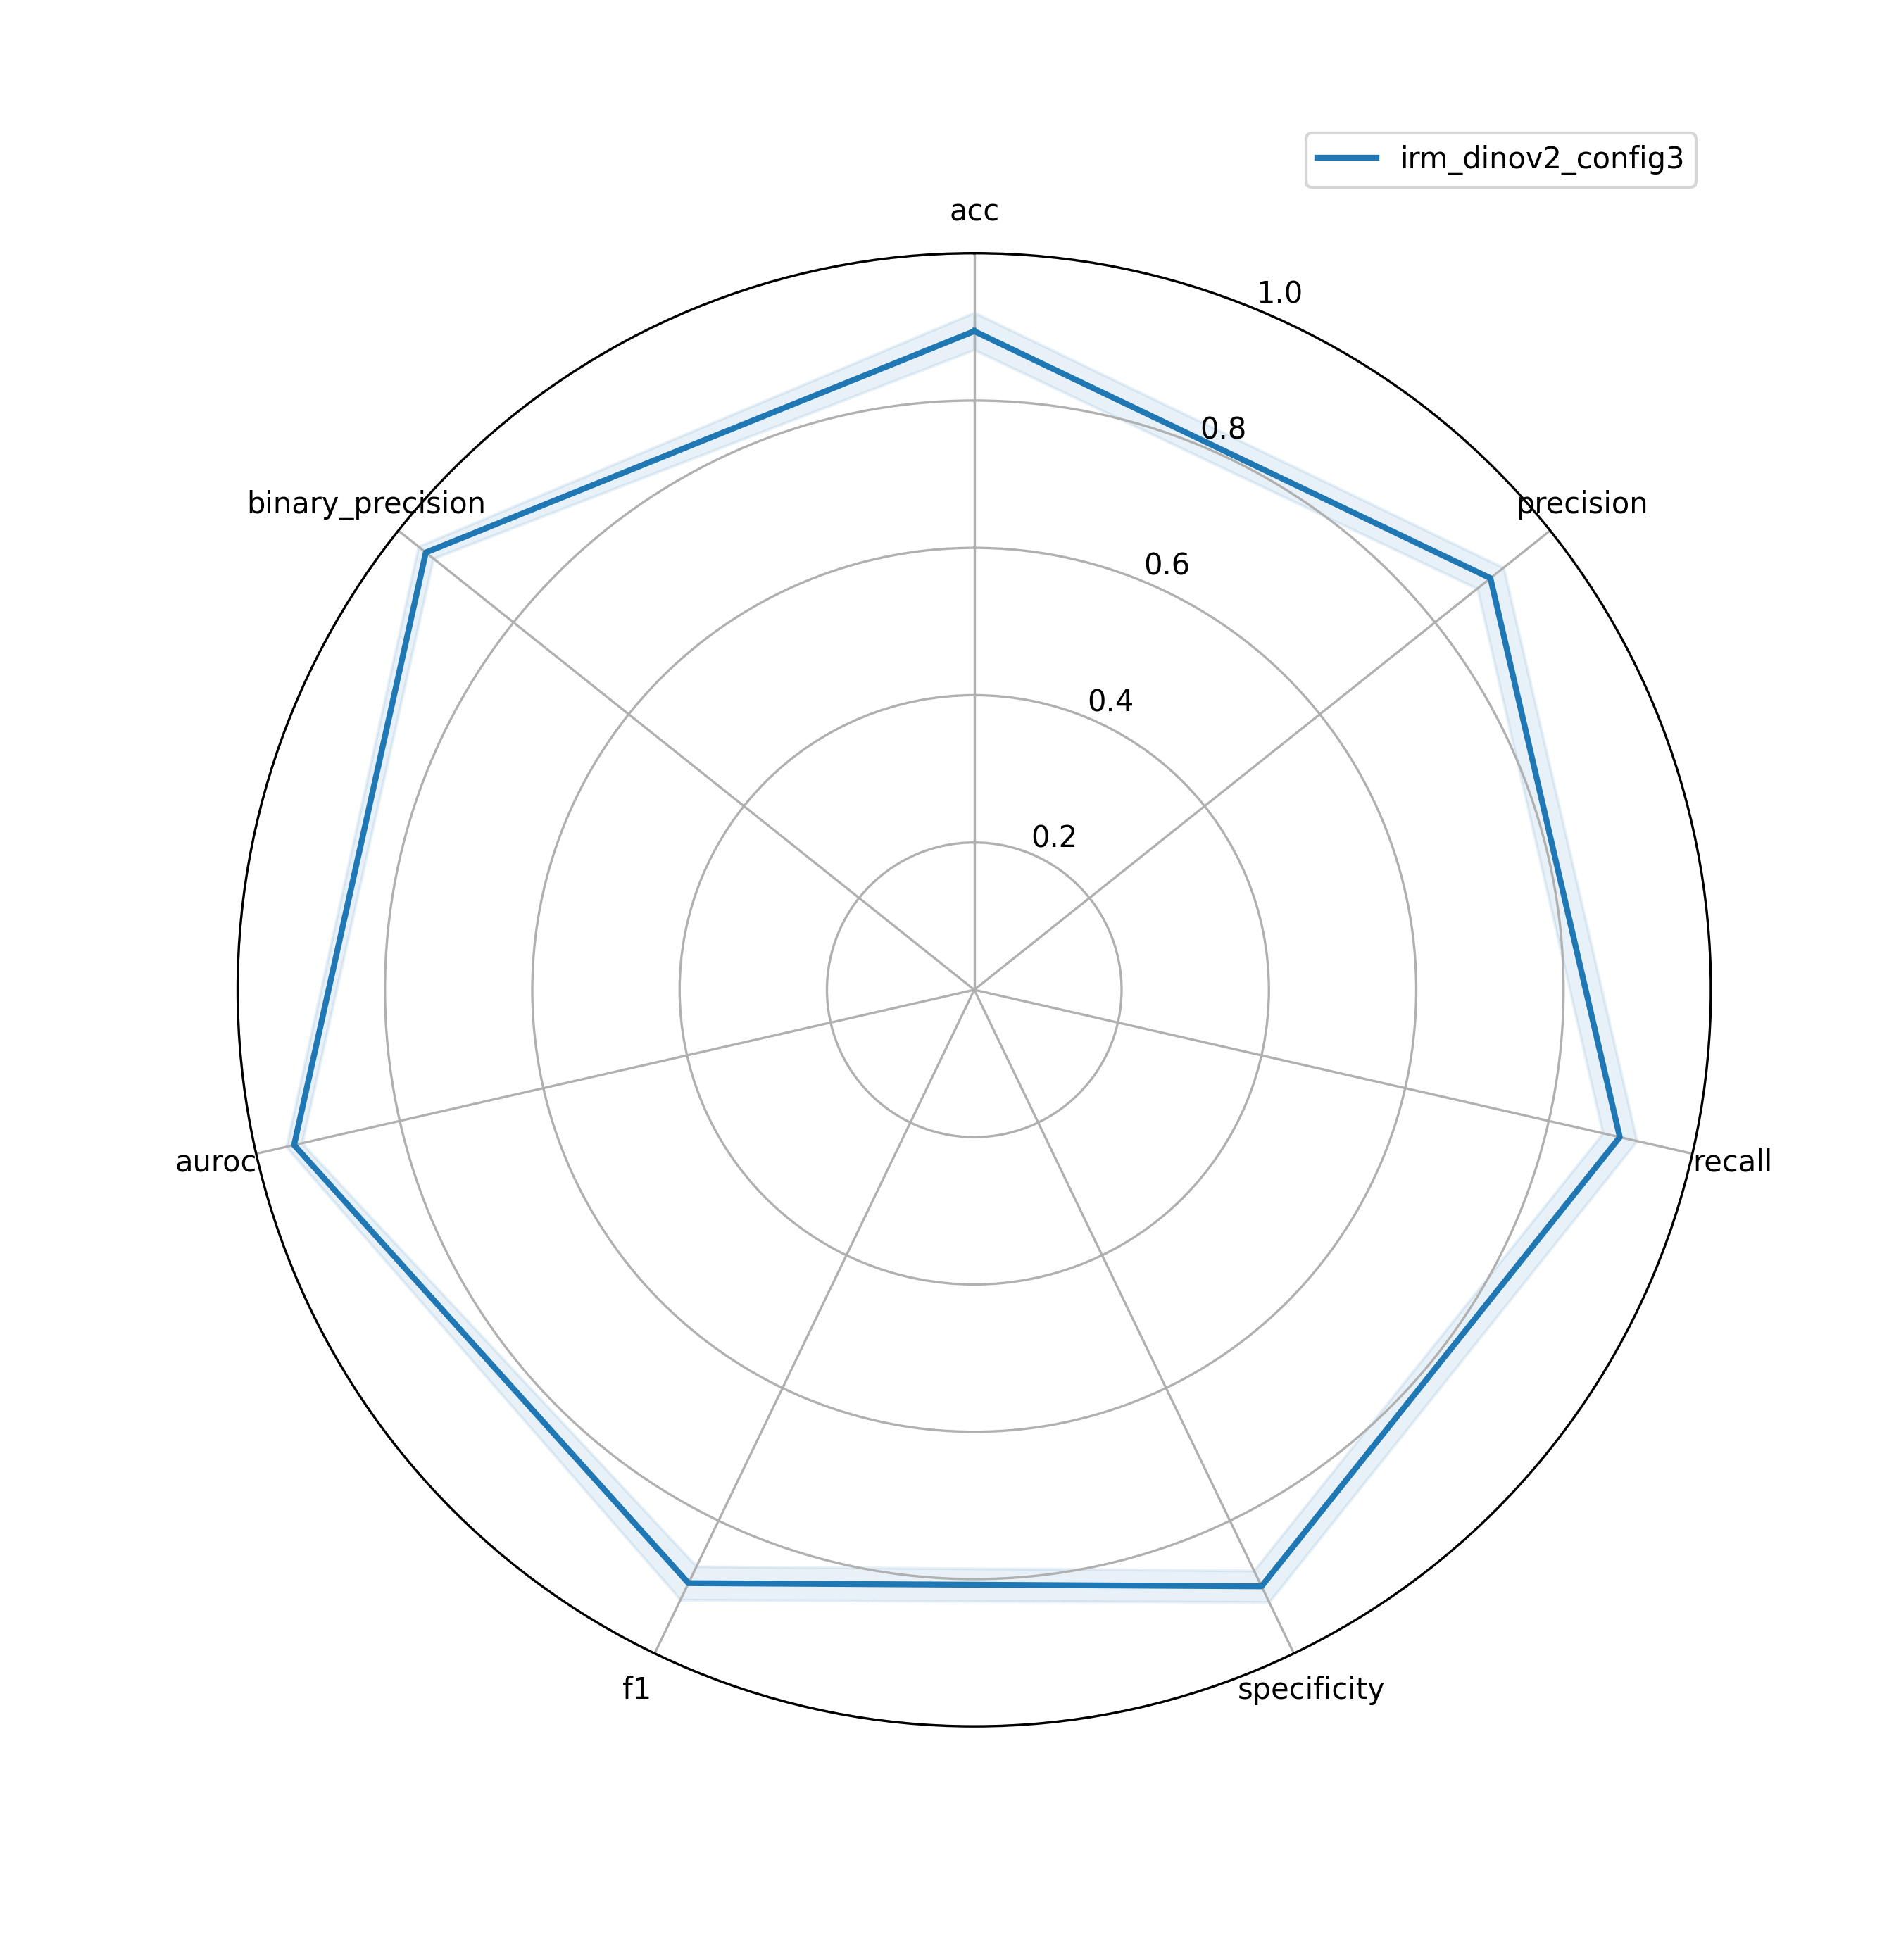 irm_dinov2_config3
acc
1.0
0.8
binary_precision
precision
0.6
0.4
0.2
auroc
recall
f1
specificity